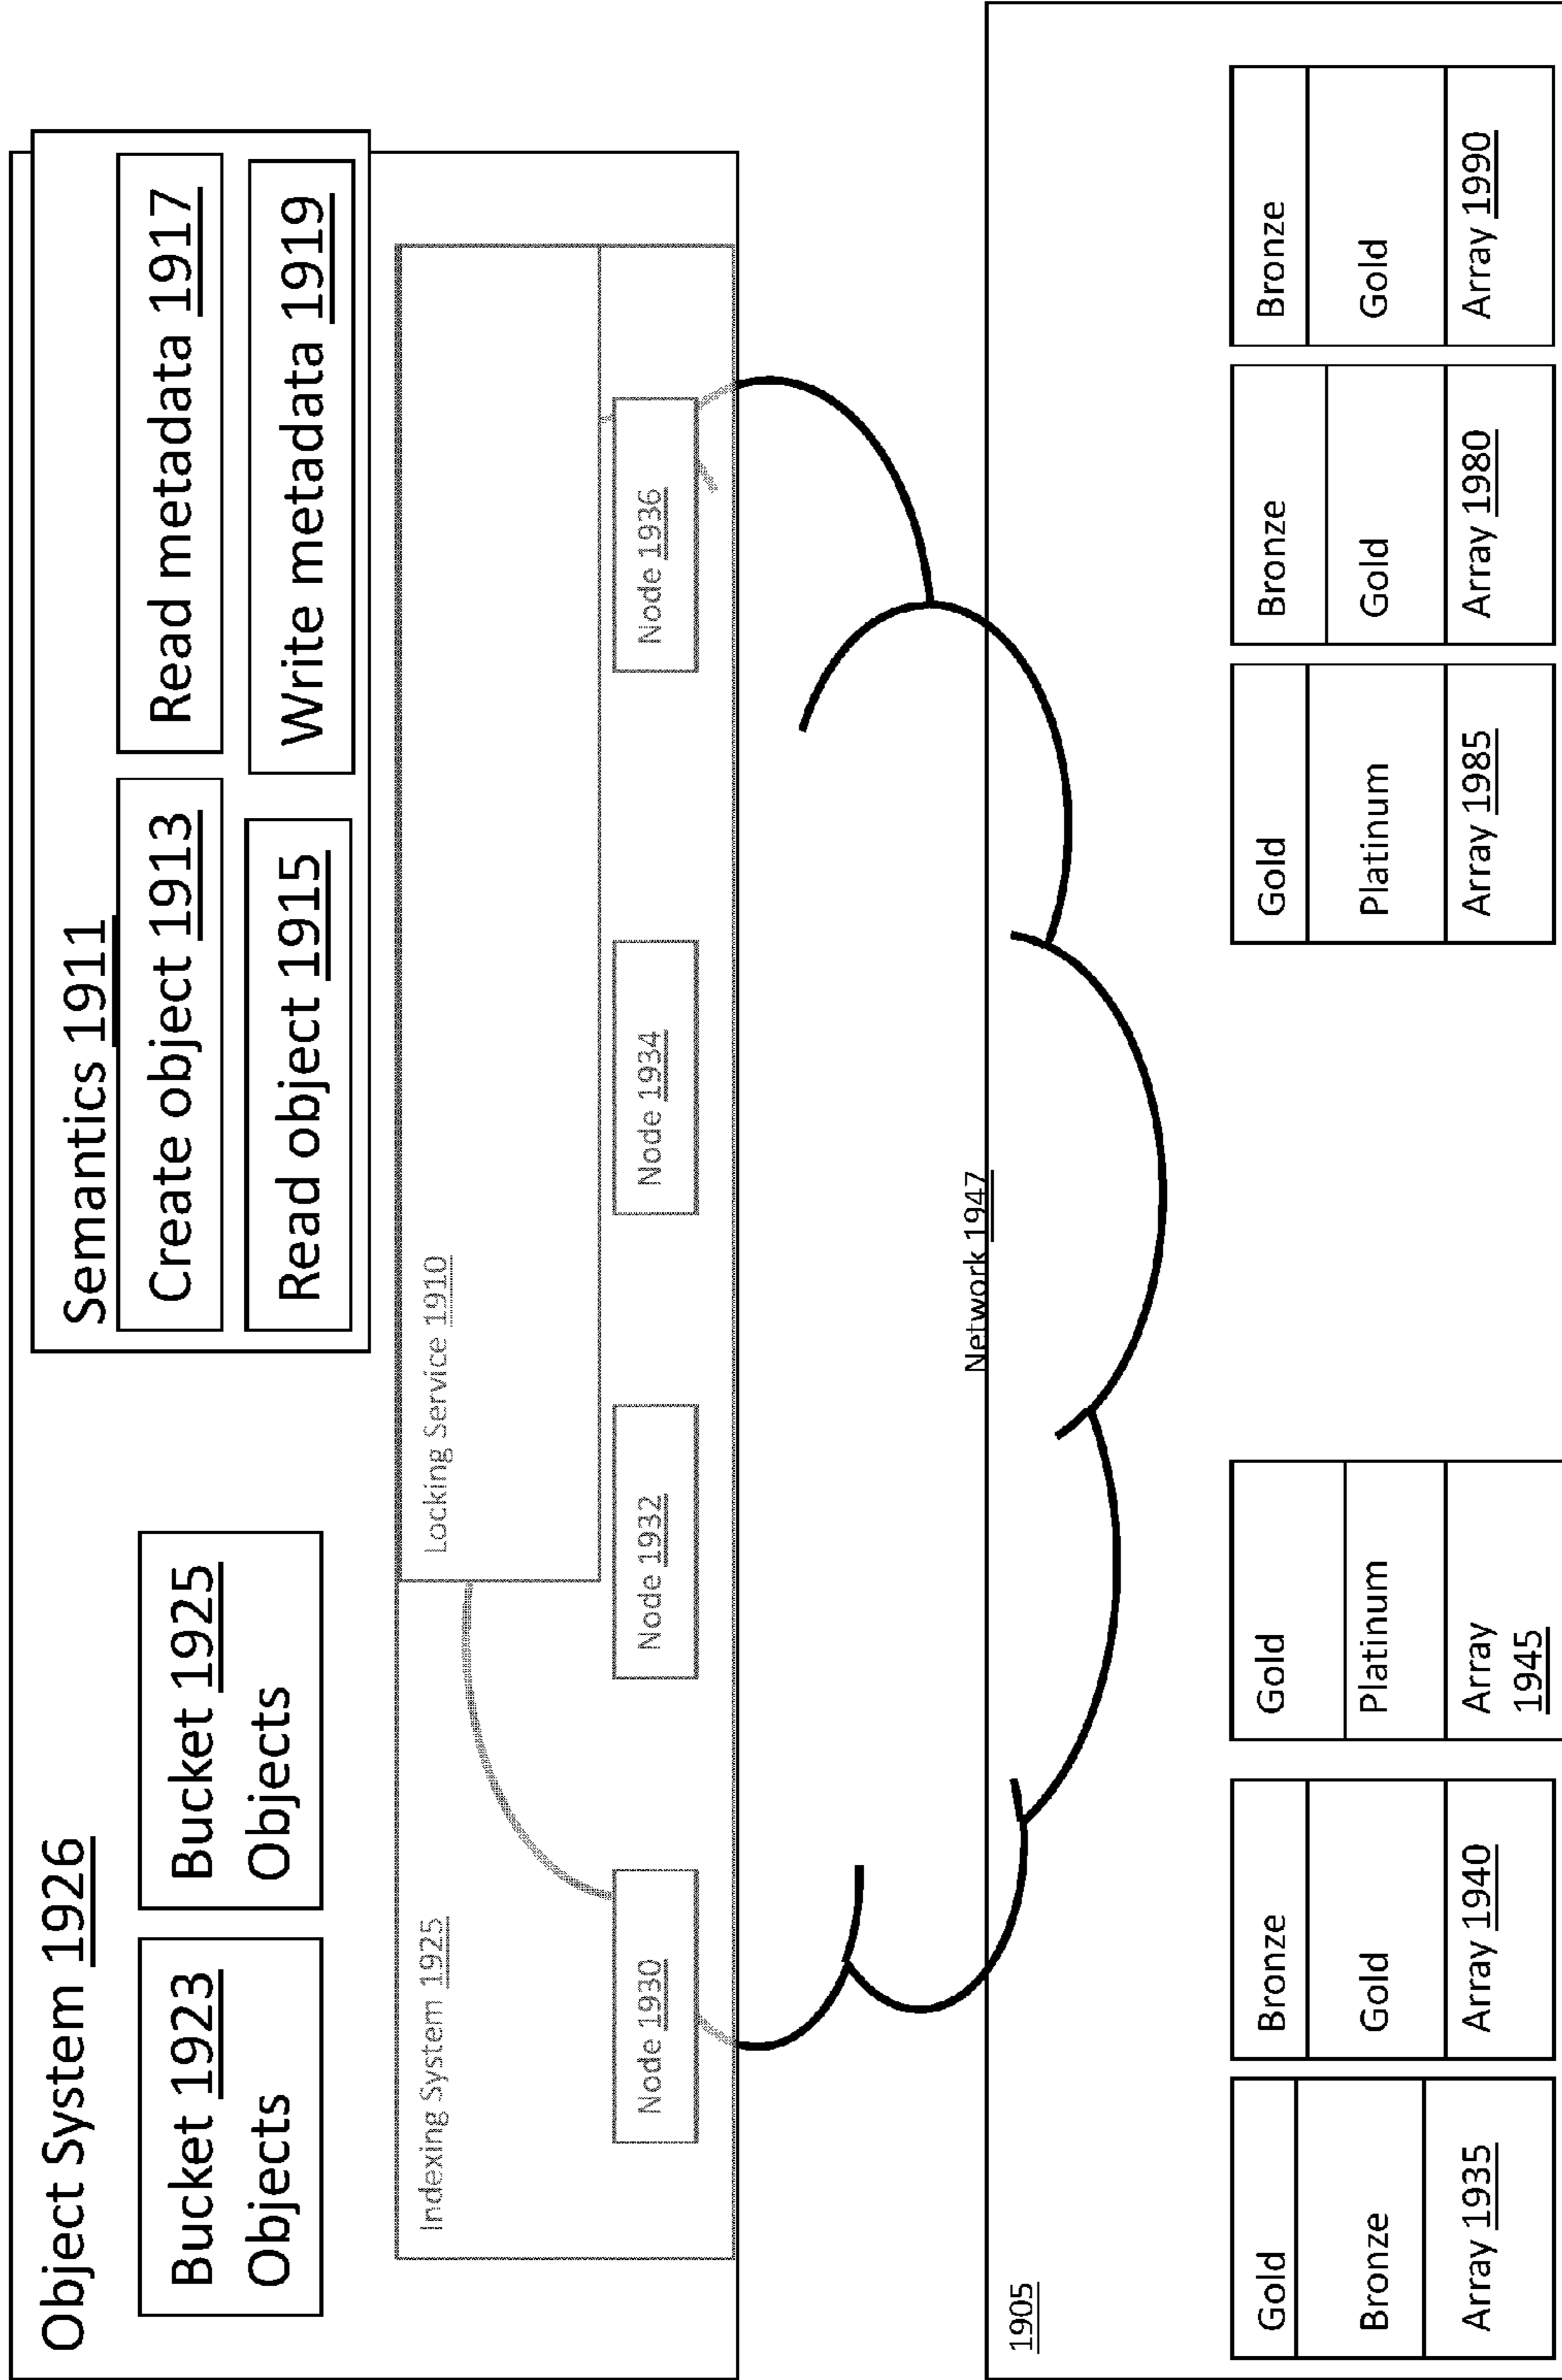 Object System 1926
Semantics 1911
Bucket 1923
Objects
Bucket 1925
Objects
Create object 1913
Read metadata 1917
Read object 1915
Write metadata 1919
Indexing System 1925
Locking Service 1910
Node 1930
Node 1932
Node 1934
Node 1936
Network 1947
1905
Gold
Bronze
Array 1935
Bronze
Gold
Array 1940
Gold
Platinum
Array
1945
Gold
Platinum
Array 1985
Bronze
Gold
Array 1980
Bronze
Gold
Array 1990